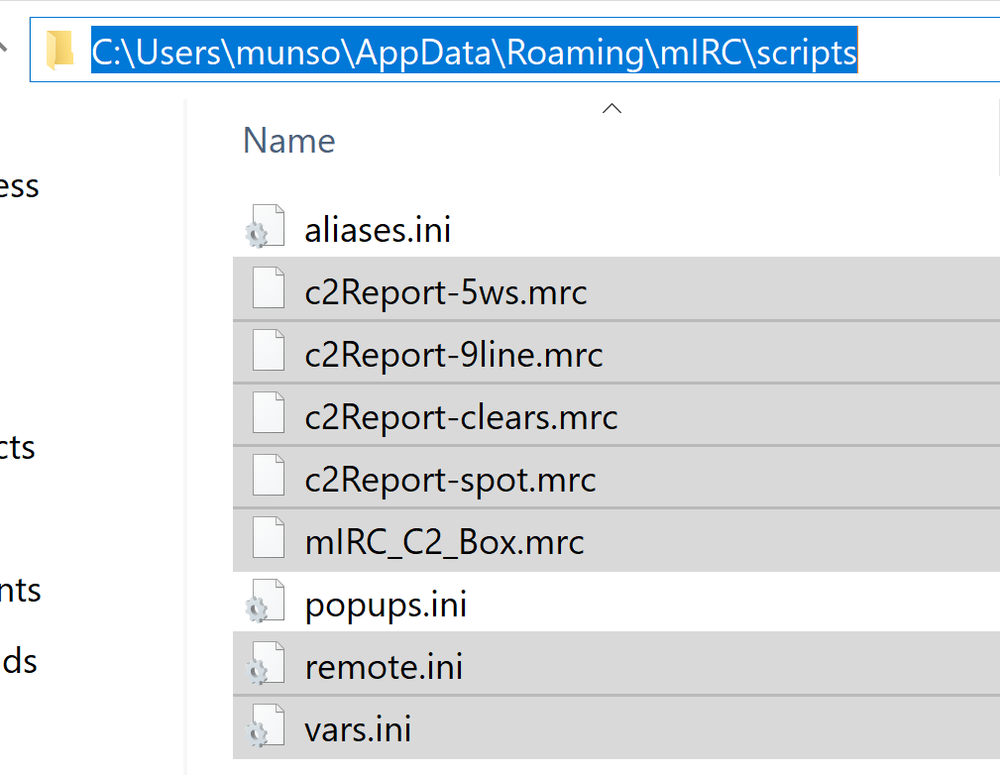 C:\Users\munso\AppData\Roaming\mIRC\scripts
Name
ess
aliases.ini
c2Report-5ws.mrc
c2Report-9line.mrc
c2Report-clears.mrc
cts
c2Report-spot.mrc
mIRC_C2_Box.mrc
nts
popups.ini
ds
remote.ini
vars.ini